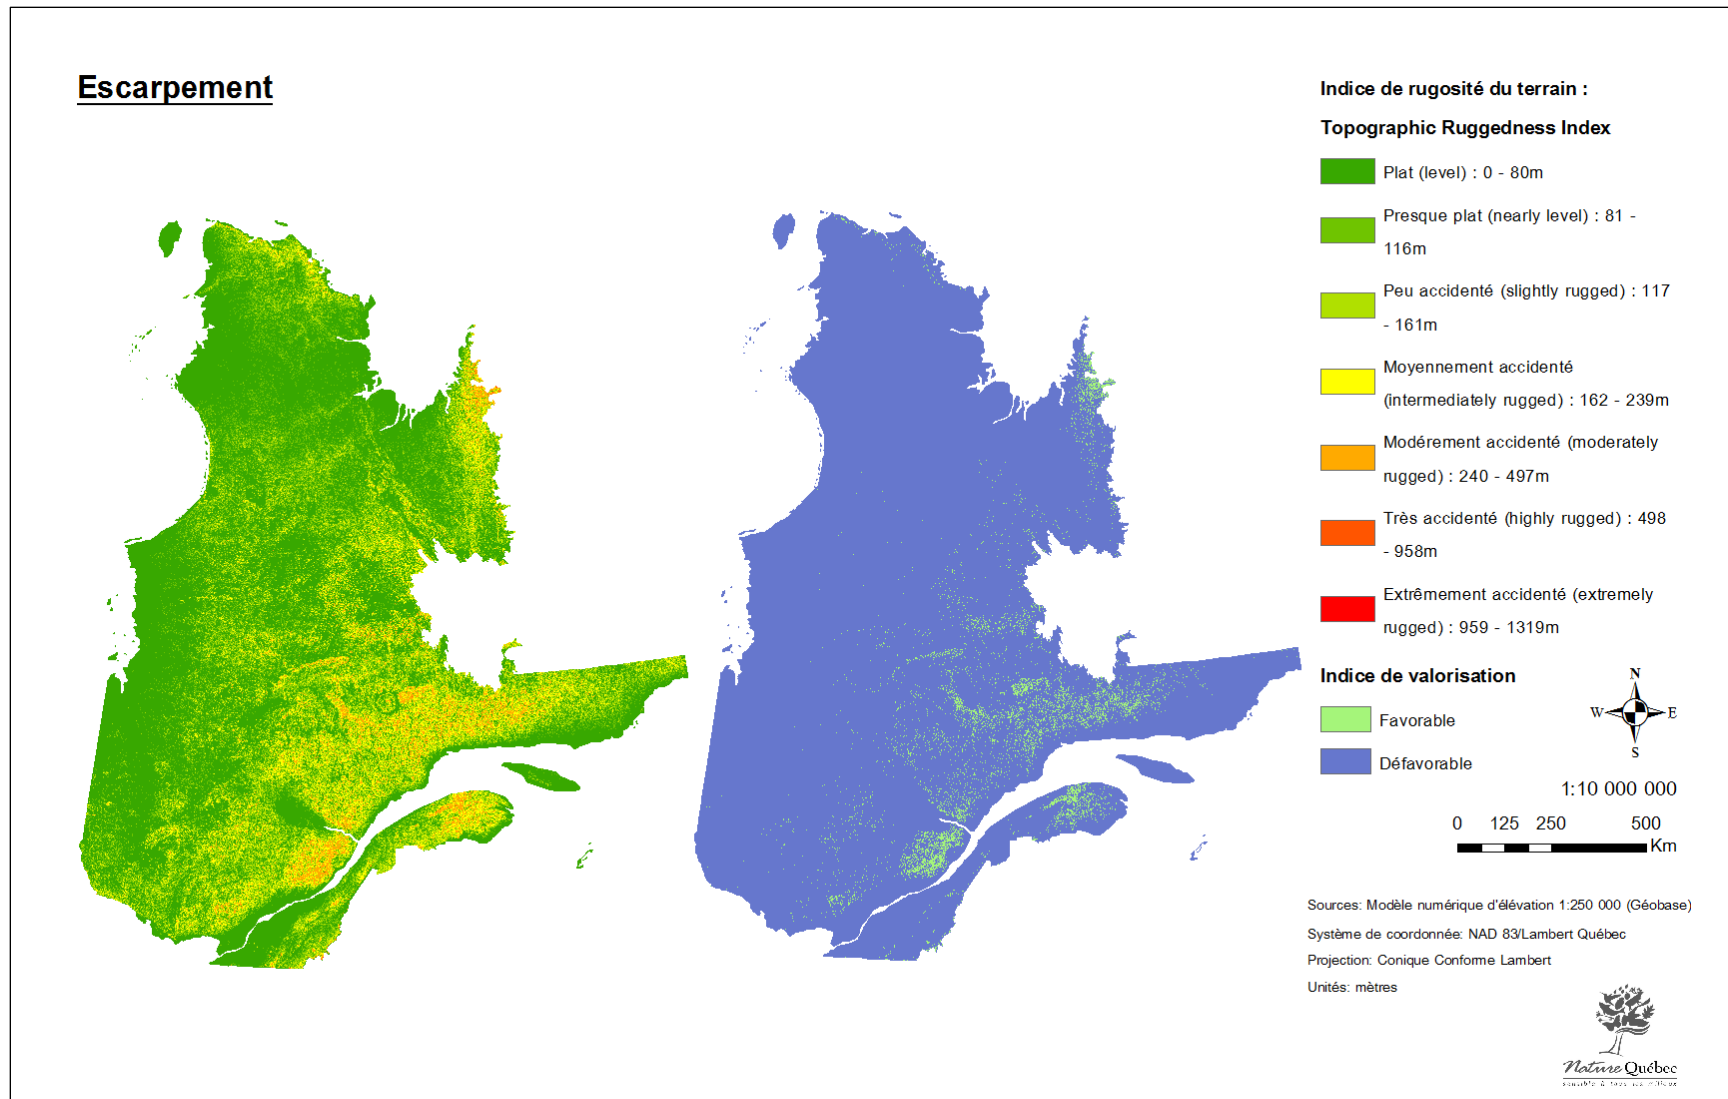 Escarpement
Indice de rugosité du terrain :
Topographic Ruggedness Index
Plat (level) : 0 - 80m
Presque plat (nearly level) : 81 -
116m
Peu accidenté (slightly rugged) : 117
- 161m
Moyennement accidenté
(intermediately rugged) : 162 - 239m
Modérement accidenté (moderately
rugged) : 240 - 497m
Très accidenté (highly rugged) : 498
- 958m
Extrêmement accidenté (extremely
rugged) : 959 - 1319m
Indice de valorisation
Favorable
Défavorable
N
W E
S
1:10 000 000
0 125 250 500
Km
Sources: Modèle numérique d'élévation 1:250 000 (Géobase)
Système de coordonnée: NAD 83/Lambert Québec
Projection: Conique Conforme Lambert
Unités: mètres
Nature Québec
sensible à tous les milieux